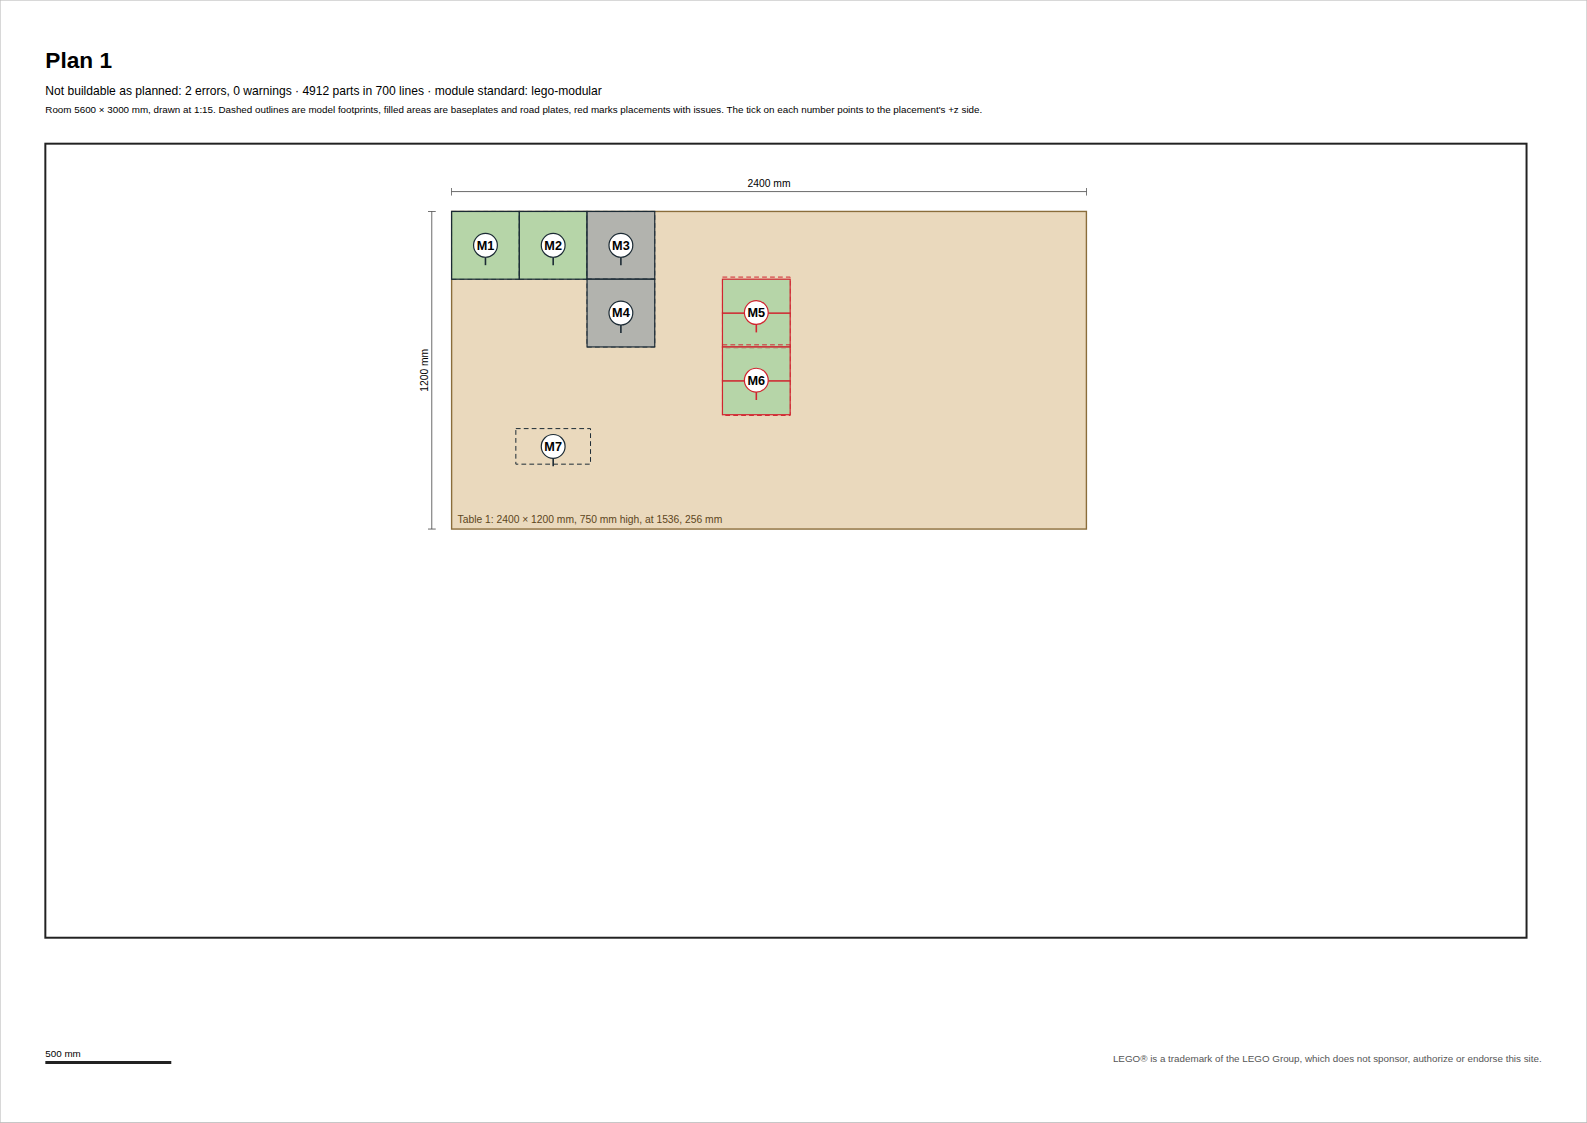 Plan 1
Not buildable as planned: 2 errors, 0 warnings · 4912 parts in 700 lines · module standard: lego-modular
Room 5600 × 3000 mm, drawn at 1:15. Dashed outlines are model footprints, filled areas are baseplates and road plates, red marks placements with issues. The tick on each number points to the placement's +z side.
2400 mm
M1 M2 M3
M4 M5
1200 mm
M6
M7
Table 1: 2400 × 1200 mm, 750 mm high, at 1536, 256 mm
500 mm
LEGO® is a trademark of the LEGO Group, which does not sponsor, authorize or endorse this site.